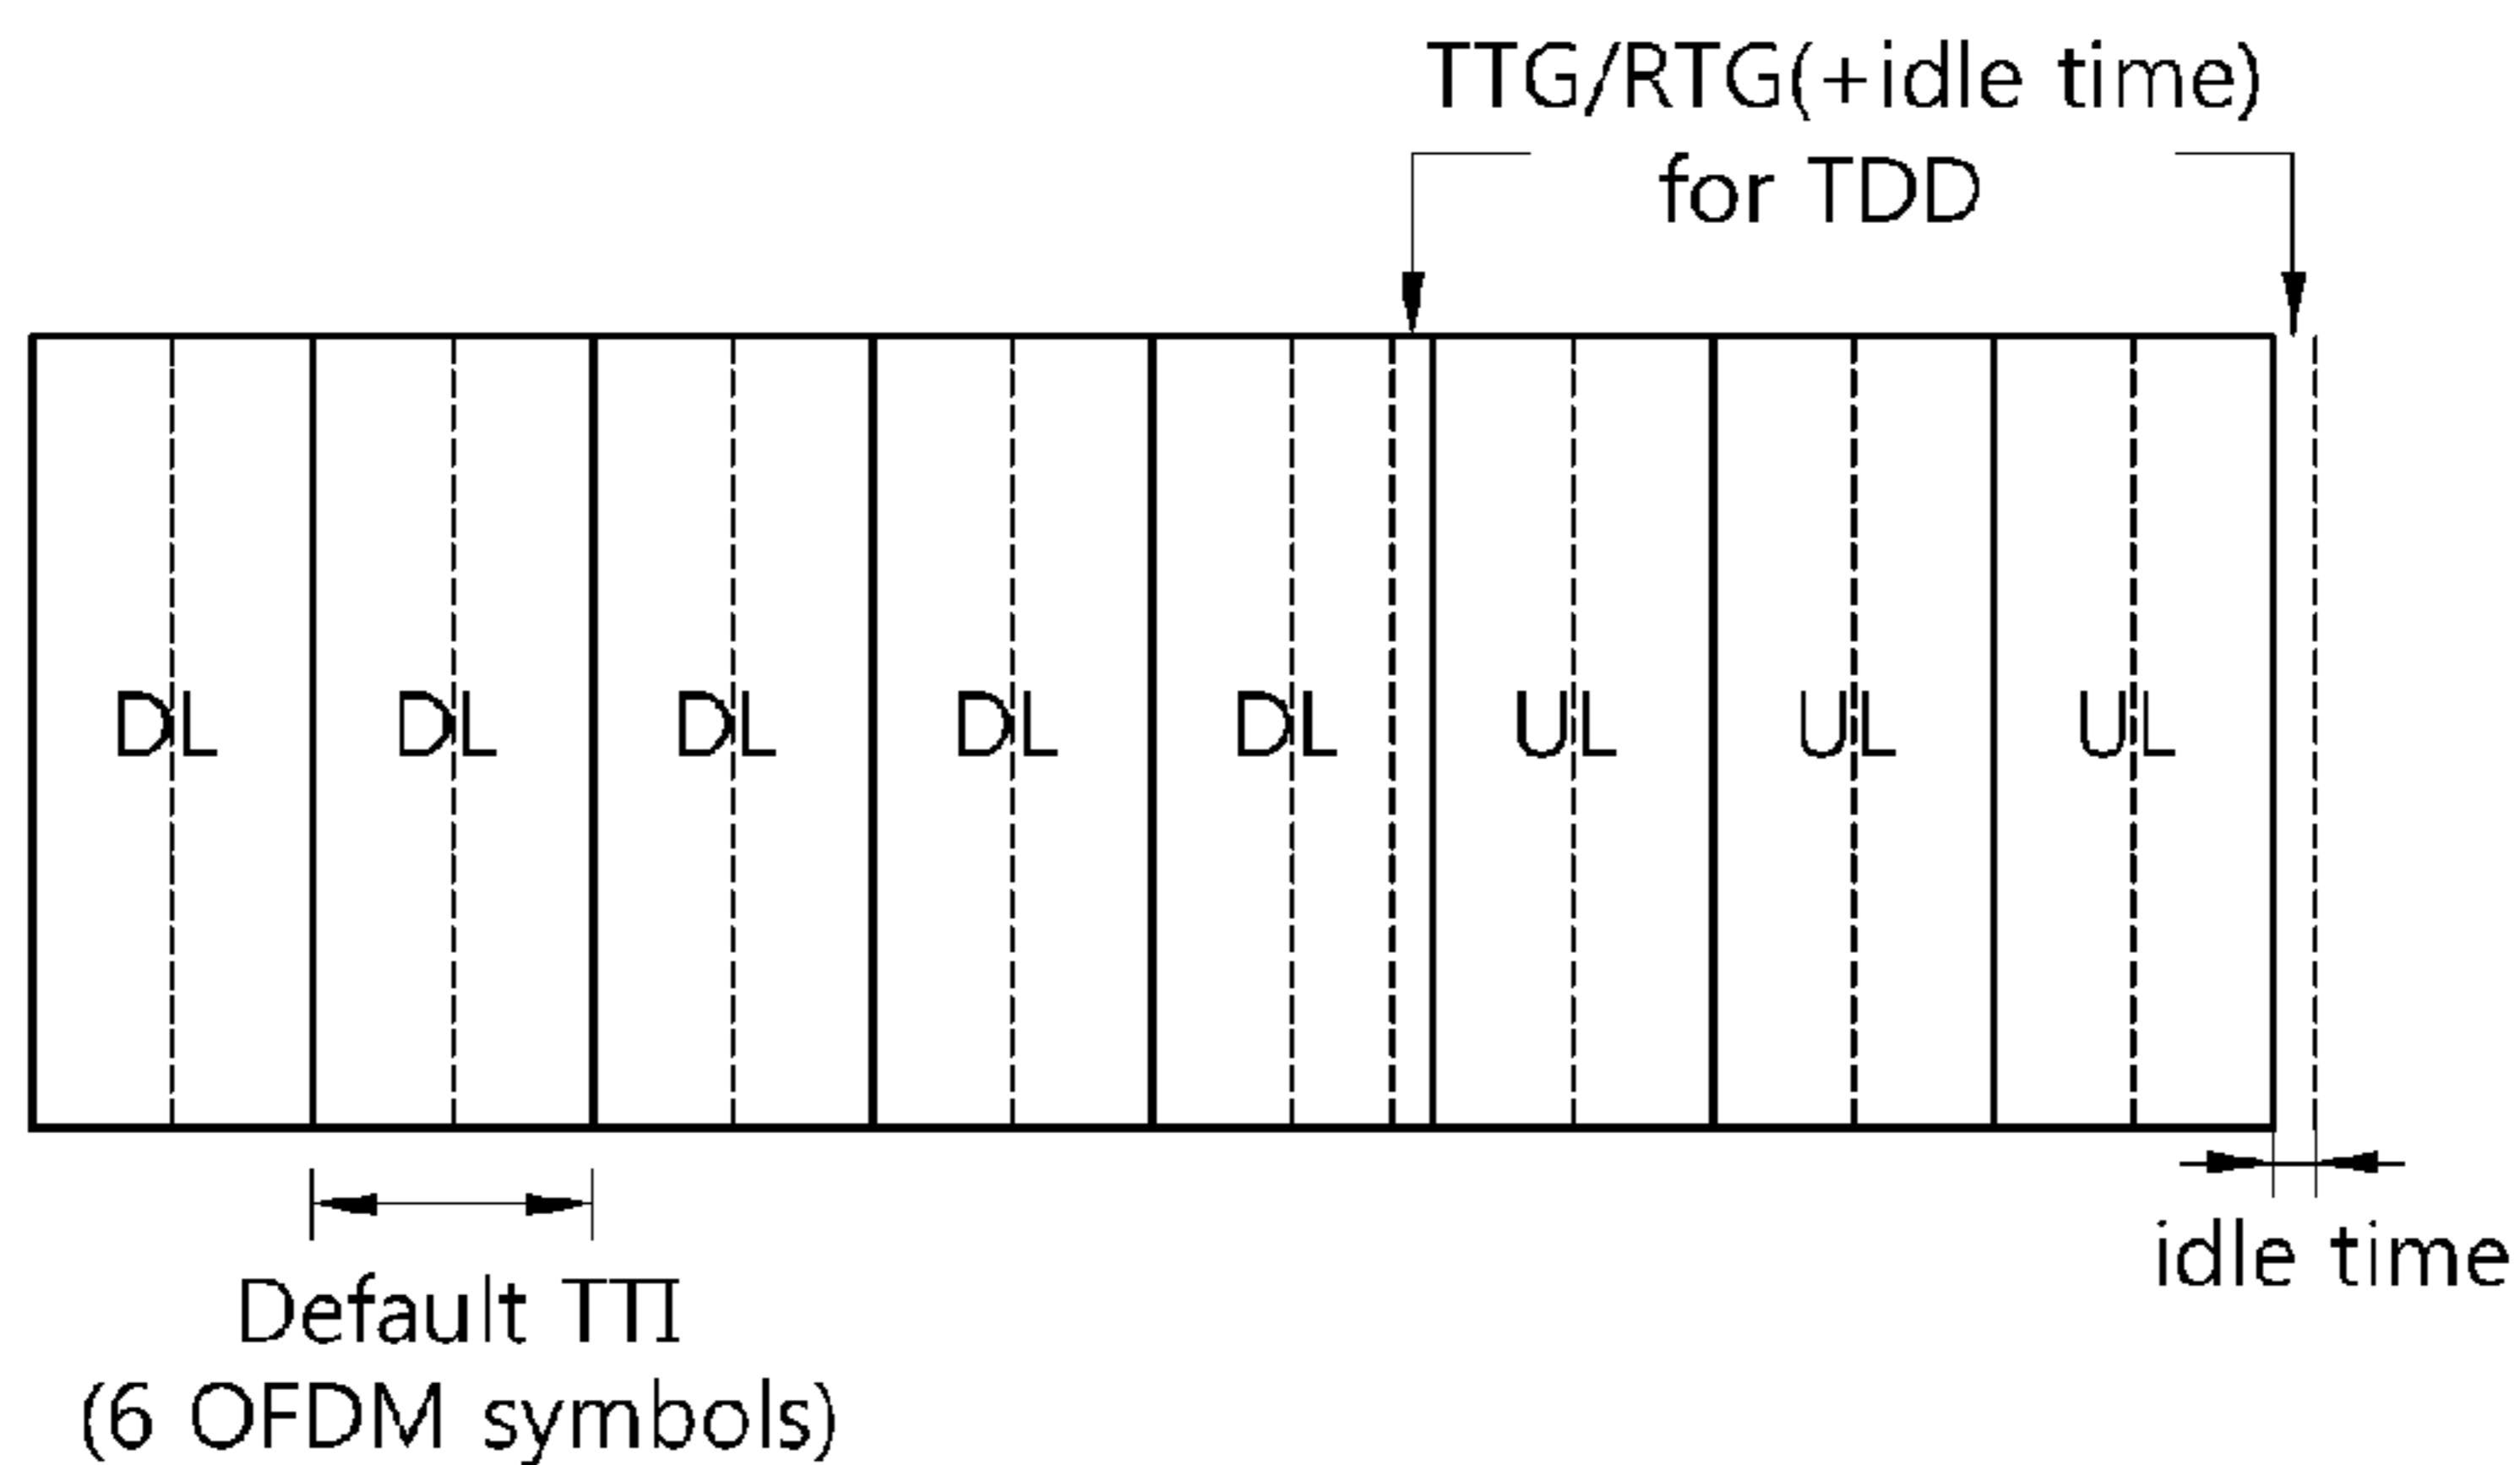 TTG/RTG(+idle time)
for TDD
DL DL DL DL DL UL UL UL
idle time
Default TTI
(6 OFDM symbols)